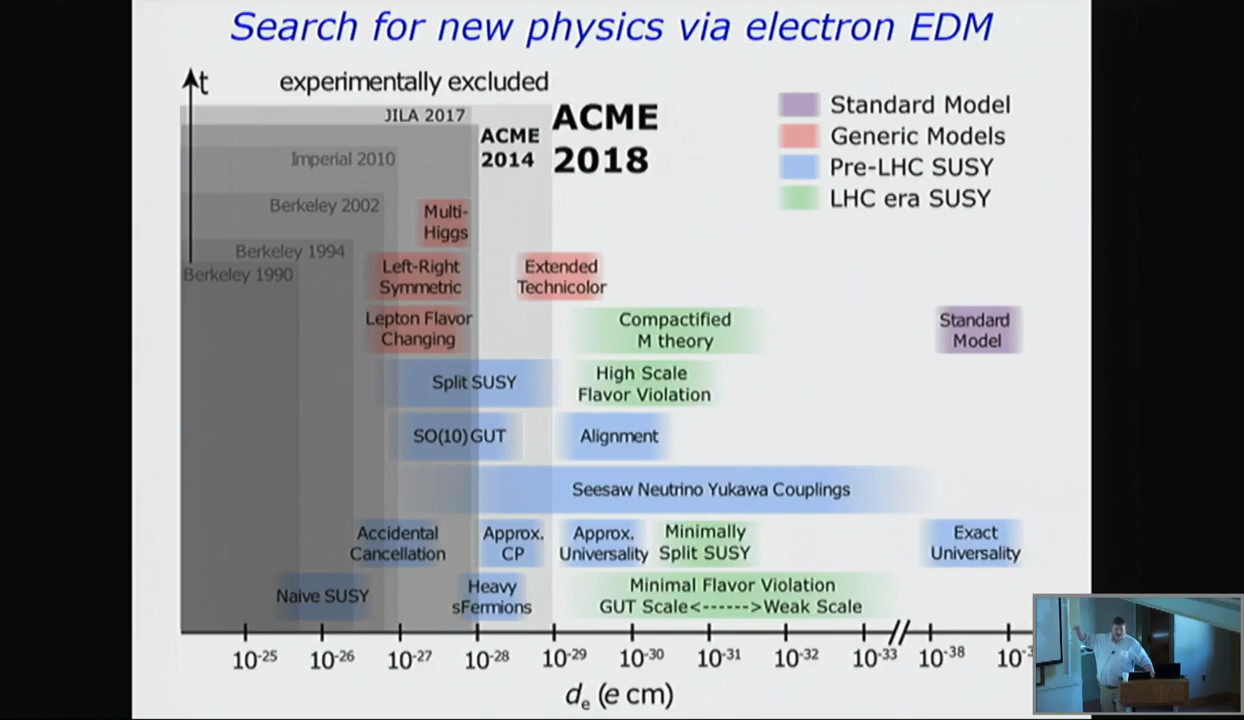 Search for new physics via electron EDM
t
experimentally excluded
JILA 2017
ACME
2014
ACME
2018
Imperial 2010
Berkeley 2002
Berkeley 1994
Berkeley 1990
Standard Model
Generic Models
Pre-LHC SUSY
LHC era SUSY
Multi-
Higgs
Left-Right
Symmetric
Extended
Technicolor
Lepton Flavor
Changing
Compactified
M theory
Standard
Model
Split SUSY
High Scale
Flavor Violation
SO(10)GUT
Alignment
Seesaw Neutrino Yukawa Couplings
Accidental
Cancellation
Approx.
CP
Approx.
Universality
Minimally
Split SUSY
Exact
Universality
Naive SUSY
Heavy
sFermions
Minimal Flavor Violation
GUT Scale<------>Weak Scale
10⁻²⁵ 10⁻²⁶ 10⁻²⁷ 10⁻²⁸ 10⁻²⁹ 10⁻³⁰ 10⁻³¹ 10⁻³² 10⁻³³ 10⁻³⁸
dₑ (e cm)